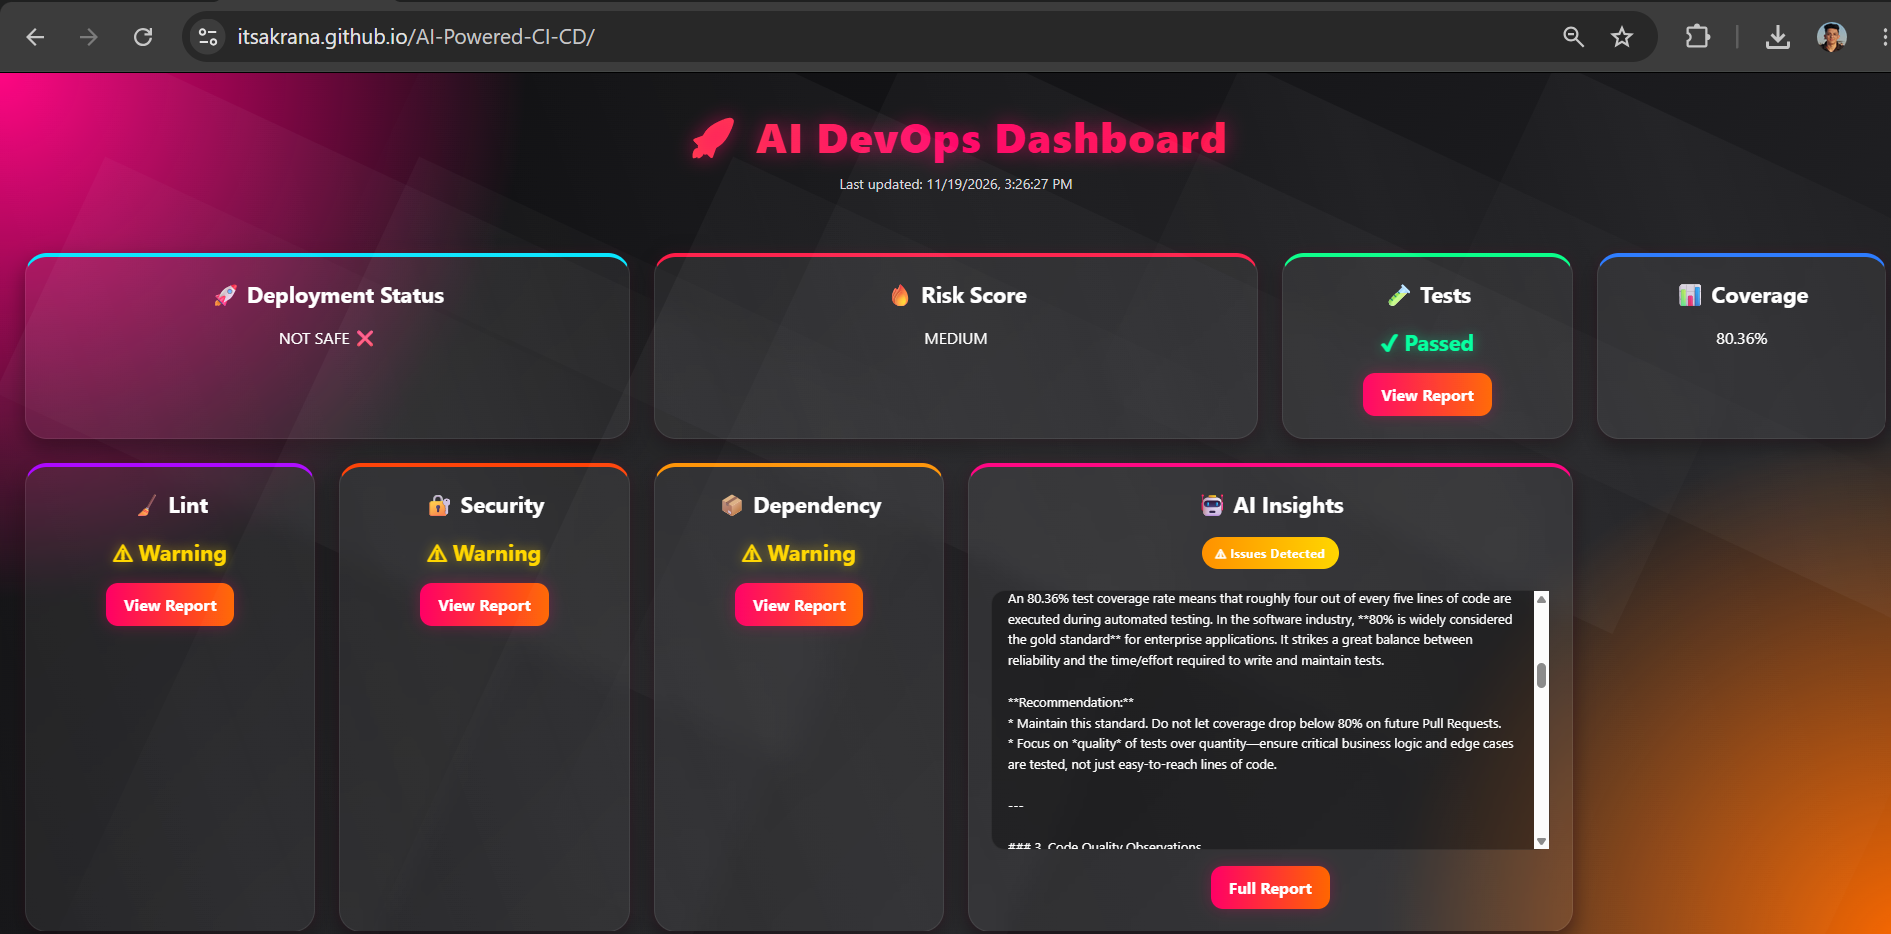 itsakrana.github.io/AI-Powered-CI-CD/
AI DevOps Dashboard
Last updated: 11/19/2026, 3:26:27 PM
Deployment Status
NOT SAFE ❌
Risk Score
MEDIUM
Tests
✔ Passed
View Report
Coverage
80.36%
Lint
⚠ Warning
View Report
Security
⚠ Warning
View Report
Dependency
⚠ Warning
View Report
AI Insights
⚠ Issues Detected
An 80.36% test coverage rate means that roughly four out of every five lines of code are
executed during automated testing. In the software industry, **80% is widely considered
the gold standard** for enterprise applications. It strikes a great balance between
reliability and the time/effort required to write and maintain tests.
**Recommendation:**
* Maintain this standard. Do not let coverage drop below 80% on future Pull Requests.
* Focus on *quality* of tests over quantity—ensure critical business logic and edge cases
are tested, not just easy-to-reach lines of code.
---
### 3. Code Quality Observations
Full Report